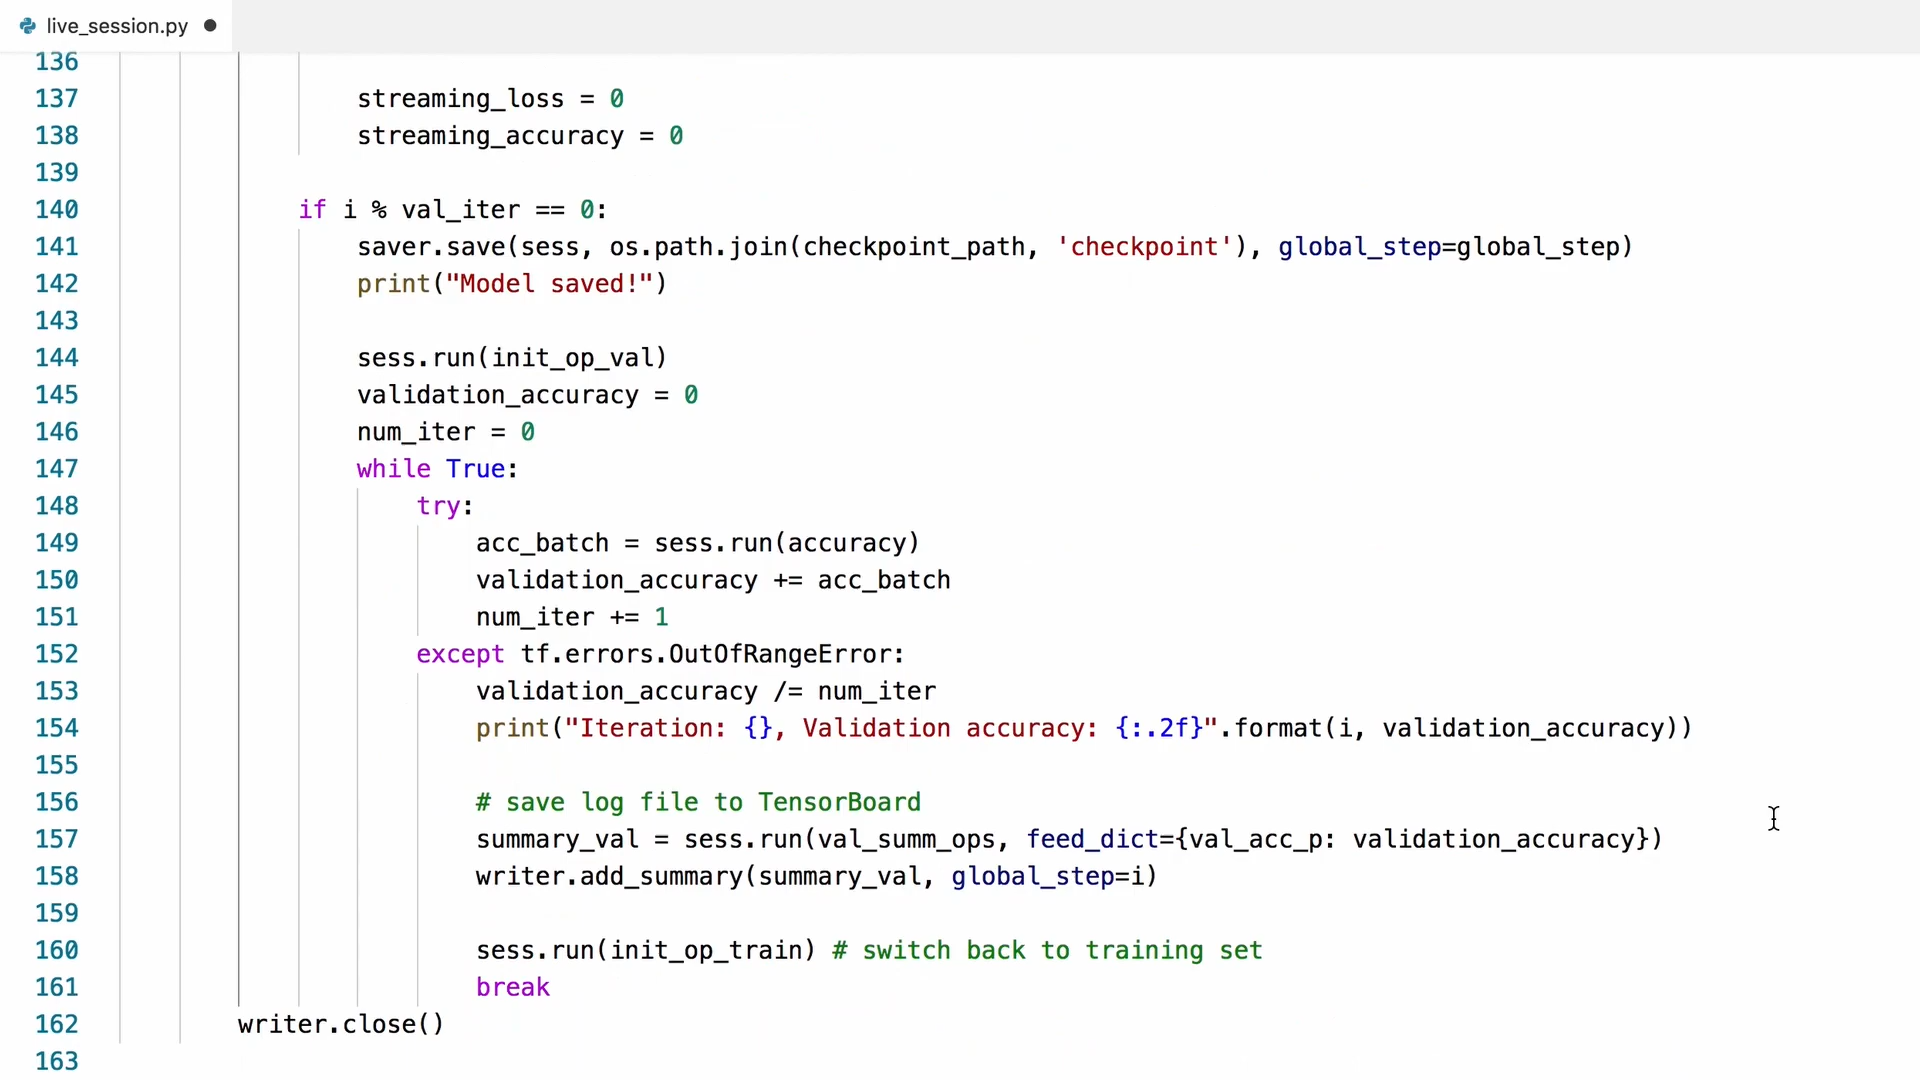 live_session.py
136
137 streaming_loss = 0
138 streaming_accuracy = 0
139
140 if i % val_iter == 0:
141 saver.save(sess, os.path.join(checkpoint_path, 'checkpoint'), global_step=global_step)
142 print("Model saved!")
143
144 sess.run(init_op_val)
145 validation_accuracy = 0
146 num_iter = 0
147 while True:
148 try:
149 acc_batch = sess.run(accuracy)
150 validation_accuracy += acc_batch
151 num_iter += 1
152 except tf.errors.OutOfRangeError:
153 validation_accuracy /= num_iter
154 print("Iteration: {}, Validation accuracy: {:.2f}".format(i, validation_accuracy))
155
156 # save log file to TensorBoard
157 summary_val = sess.run(val_summ_ops, feed_dict={val_acc_p: validation_accuracy})
158 writer.add_summary(summary_val, global_step=i)
159
160 sess.run(init_op_train) # switch back to training set
161 break
162 writer.close()
163